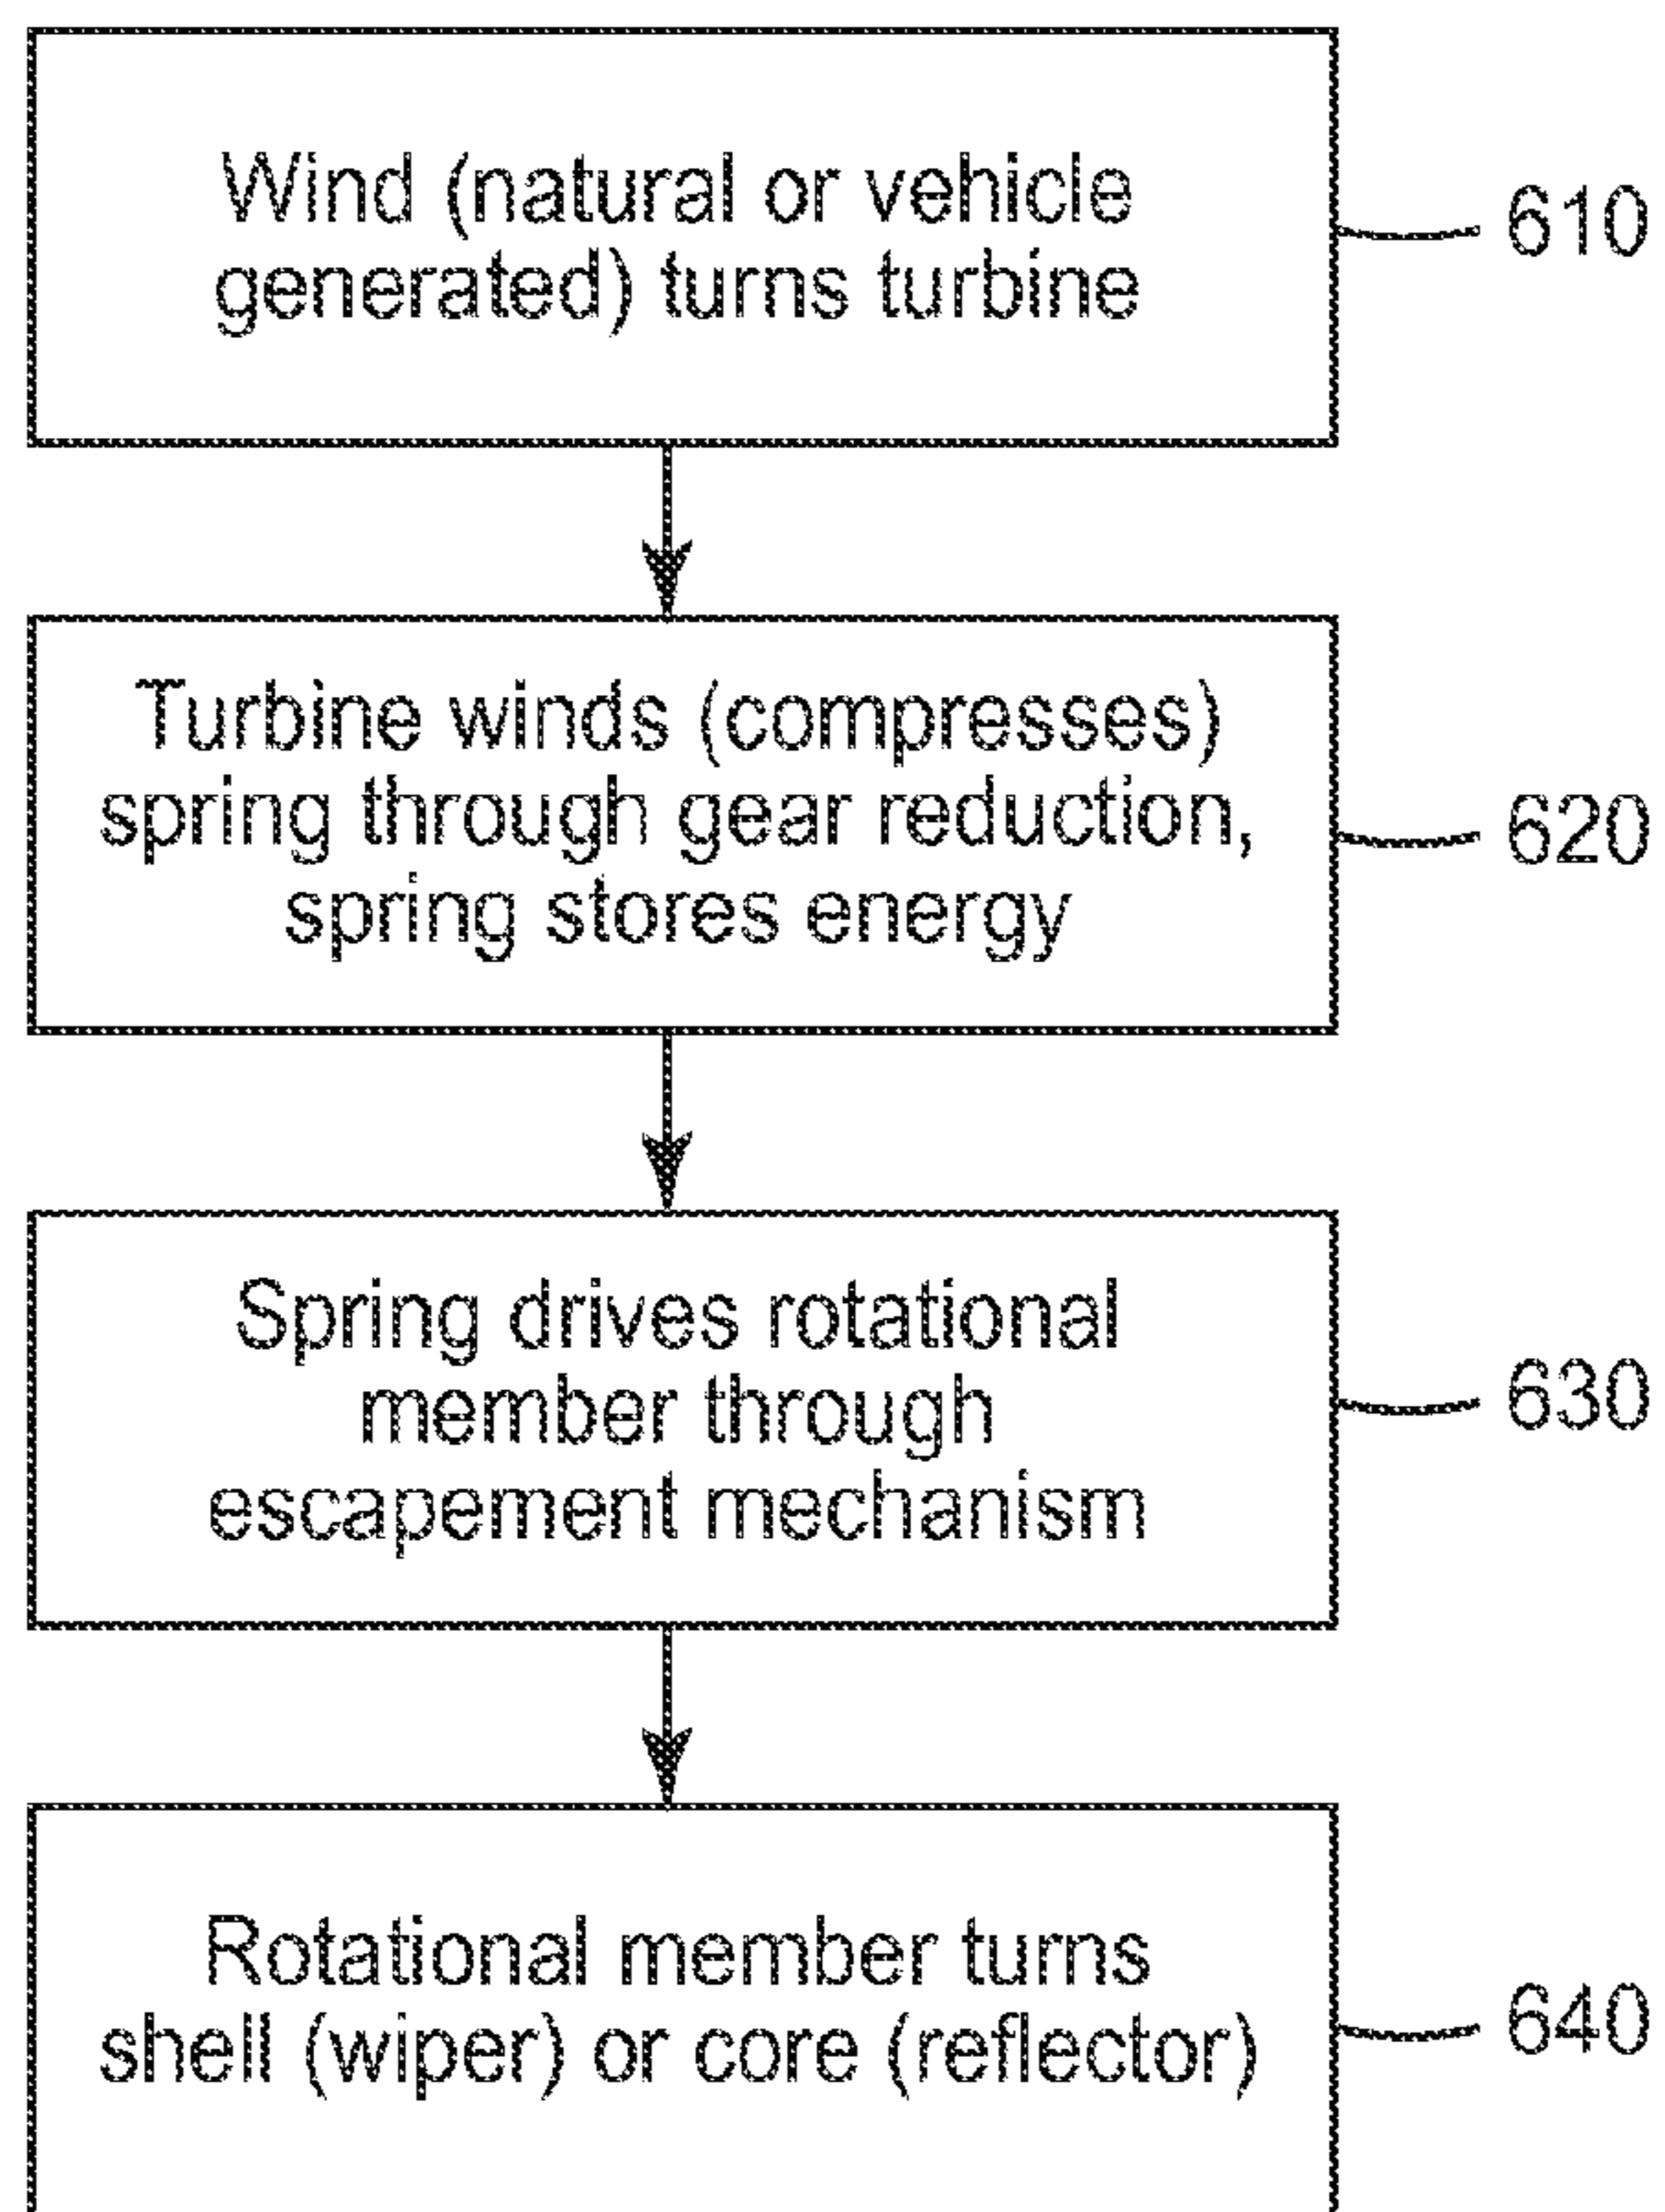 Wind (natural or vehicle
generated) turns turbine
610
Turbine winds (compresses)
spring through gear reduction,
spring stores energy
620
Spring drives rotational
member through
escapement mechanism
630
Rotational member turns
shell (wiper) or core (reflector)
640